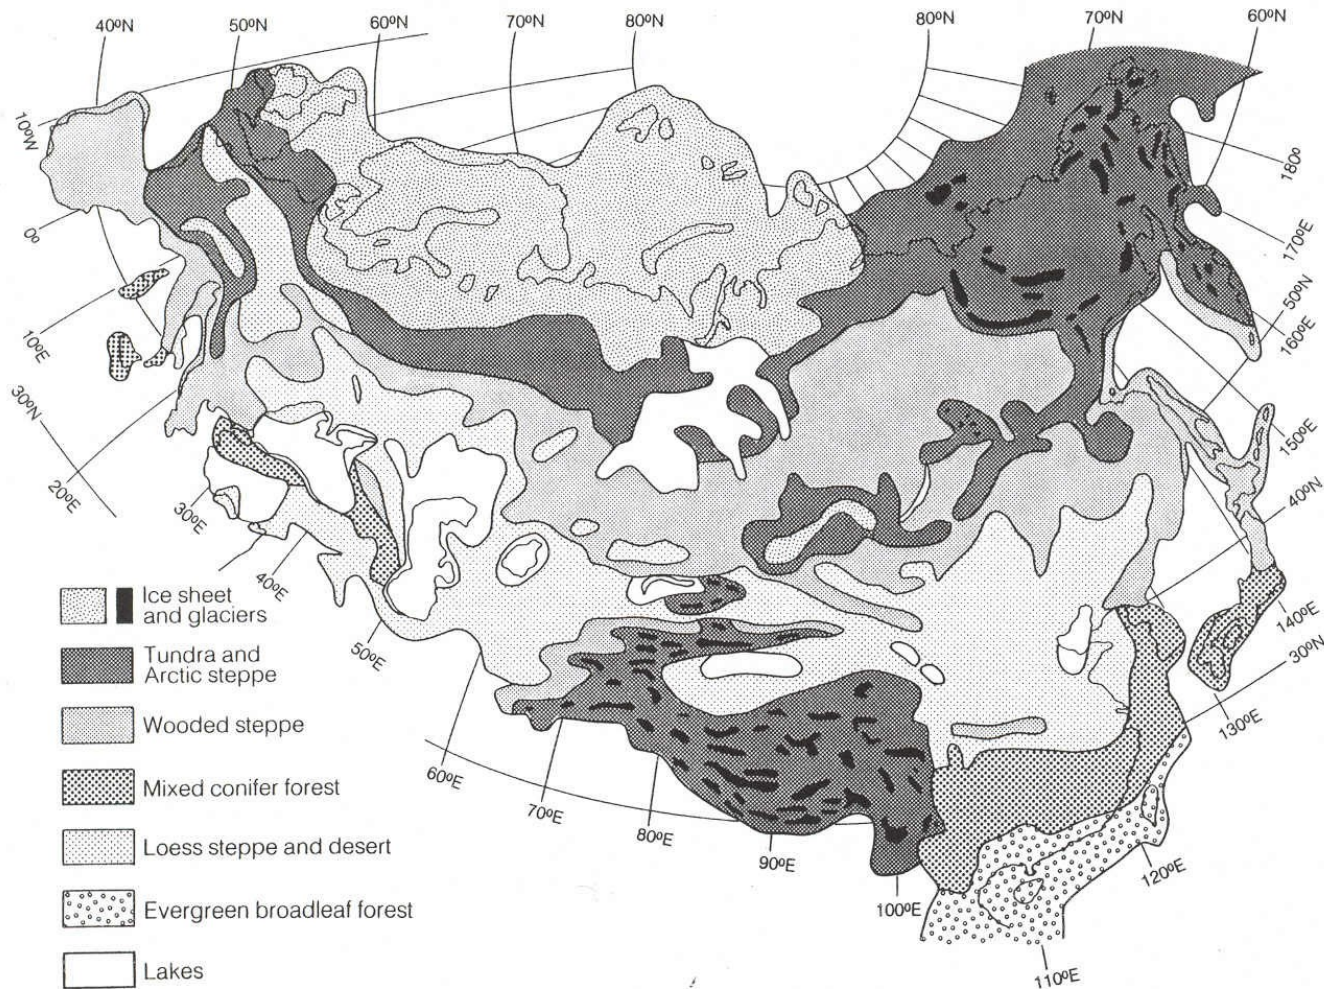 40ºN
50ºN
60ºN
70ºN
80ºN
80ºN
70ºN
60ºN
10ºW
0º
10ºE
30ºN
20ºE
30ºE
40ºE
50ºE
60ºE
70ºE
80ºE
90ºE
100ºE
110ºE
120ºE
130ºE
30ºN
140ºE
40ºN
150ºE
160ºE
50ºN
170ºE
180º
Ice sheet
and glaciers
Tundra and
Arctic steppe
Wooded steppe
Mixed conifer forest
Loess steppe and desert
Evergreen broadleaf forest
Lakes